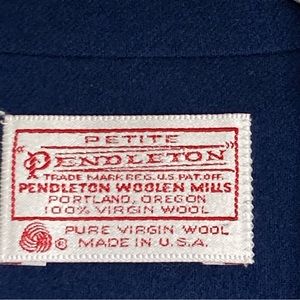 PETITE
"PENDLETON"
TRADE MARK REG. U.S. PAT. OFF.
PENDLETON WOOLEN MILLS
PORTLAND, OREGON
100% VIRGIN WOOL
® PURE VIRGIN WOOL
MADE IN U.S.A.